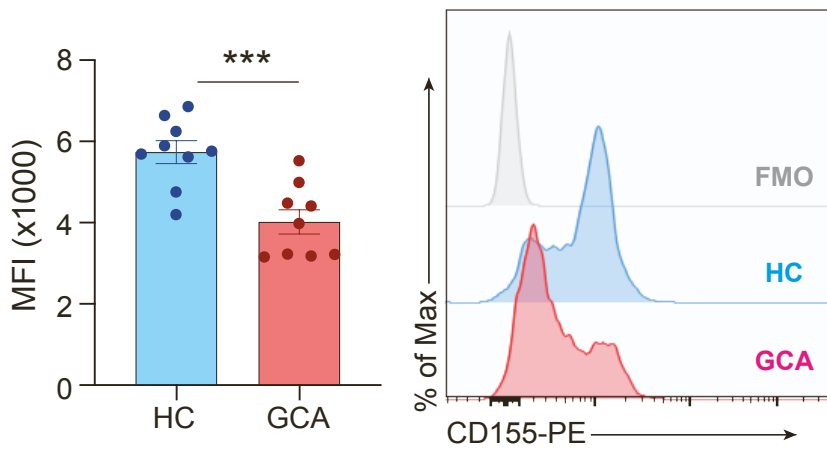 MFI (x1000)
8
6
4
2
0
***
HC
GCA
% of Max
FMO
HC
GCA
CD155-PE